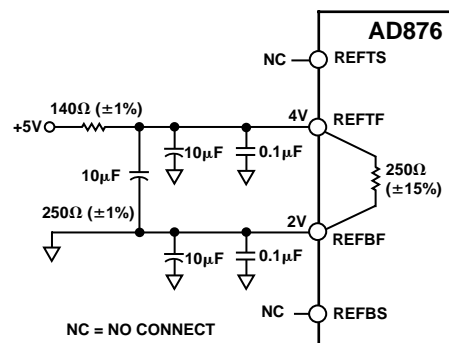 AD876
NC
REFTS
140Ω (±1%)
4V
REFTF
+5V
10μF
0.1μF
250Ω
(±15%)
10μF
250Ω (±1%)
2V
REFBF
10μF
0.1μF
NC
REFBS
NC = NO CONNECT